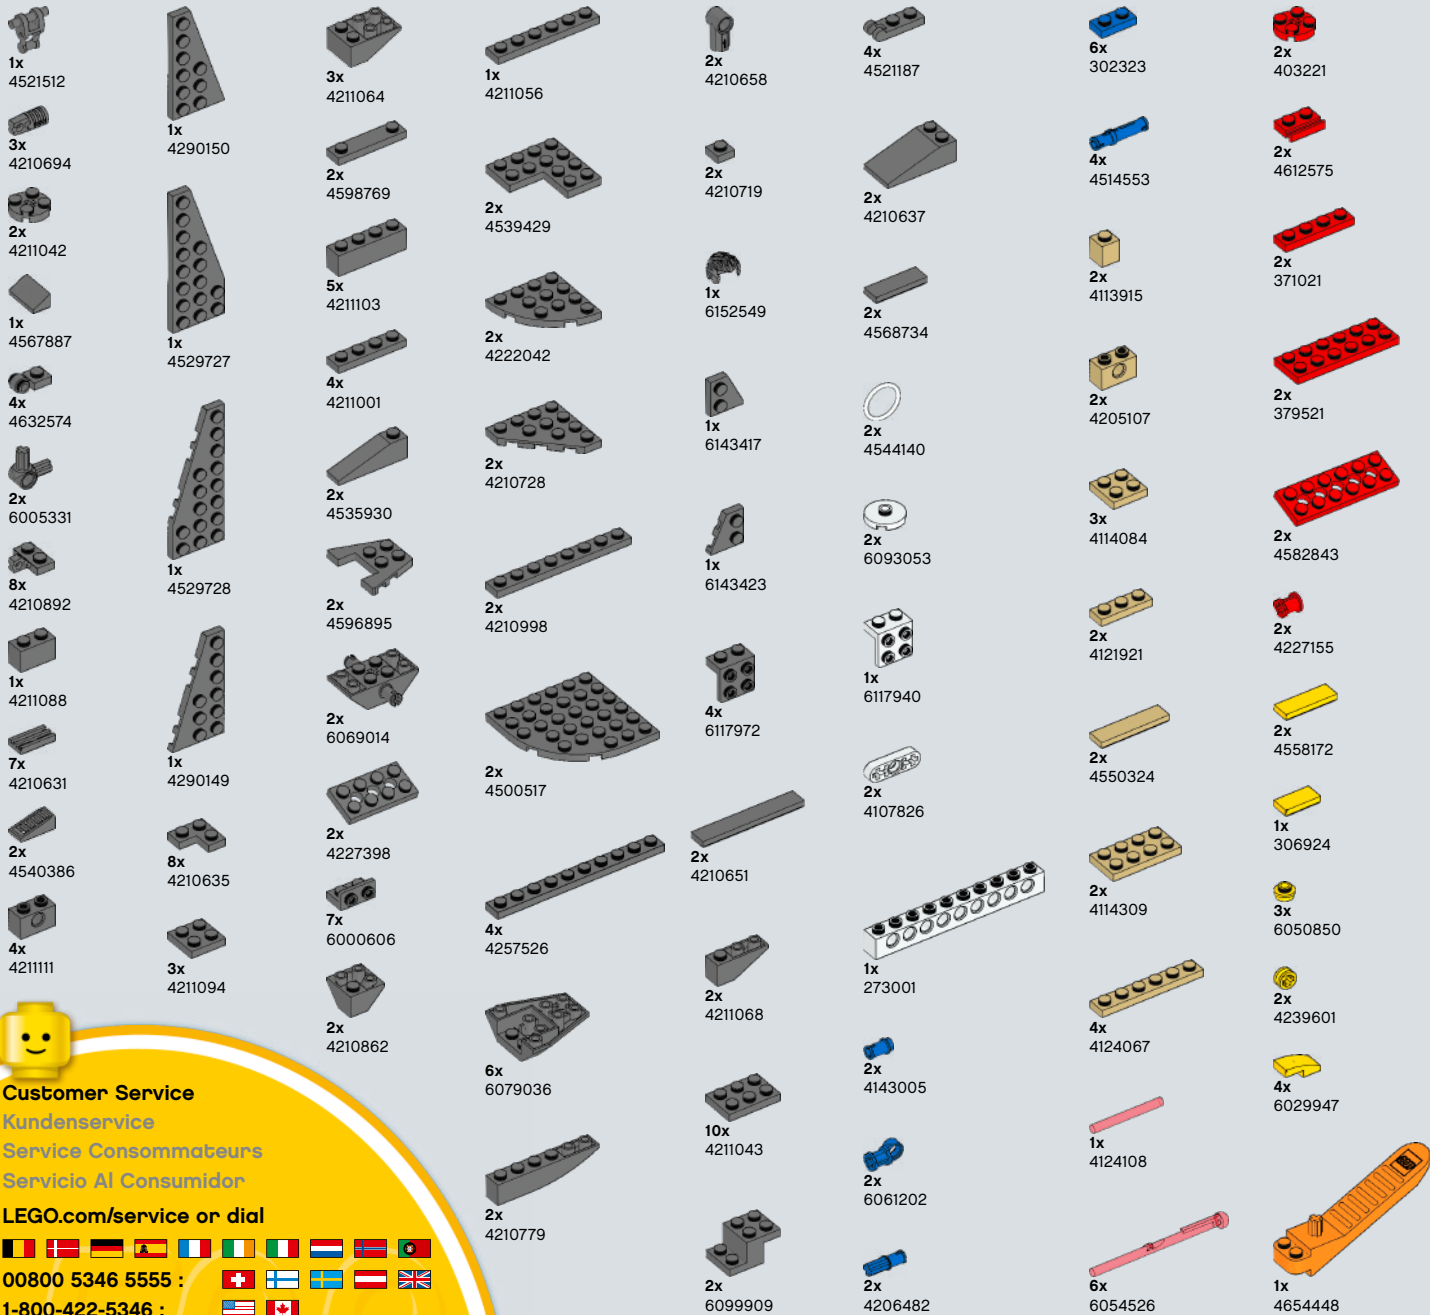 1x
4521512
3x
4210694
2x
4211042
1x
4567887
4x
4632574
2x
6005331
8x
4210892
1x
4211088
7x
4210631
2x
4540386
4x
4211111
1x
4290150
1x
4529727
1x
4529728
1x
4290149
8x
4210635
3x
4211094
3x
4211064
2x
4598769
5x
4211103
4x
4211001
2x
4535930
2x
4596895
2x
6069014
2x
4227398
7x
6000606
2x
4210862
1x
4211056
2x
4539429
2x
4222042
2x
4210728
2x
4210998
2x
4500517
4x
4257526
6x
6079036
2x
4210779
2x
4210658
2x
4210719
1x
6152549
1x
6143417
1x
6143423
4x
6117972
2x
4210651
2x
4211068
10x
4211043
2x
6099909
4x
4521187
2x
4210637
2x
4568734
2x
4544140
2x
6093053
1x
6117940
2x
4107826
1x
273001
2x
4143005
2x
6061202
2x
4206482
6x
302323
4x
4514553
2x
4113915
2x
4205107
3x
4114084
2x
4121921
2x
4550324
2x
4114309
4x
4124067
1x
4124108
6x
6054526
2x
403221
2x
4612575
2x
371021
2x
379521
2x
4582843
2x
4227155
2x
4558172
1x
306924
3x
6050850
2x
4239601
4x
6029947
1x
4654448
Customer Service
Kundenservice
Service Consommateurs
Servicio Al Consumidor
LEGO.com/service or dial
00800 5346 5555 :
1-800-422-5346 :